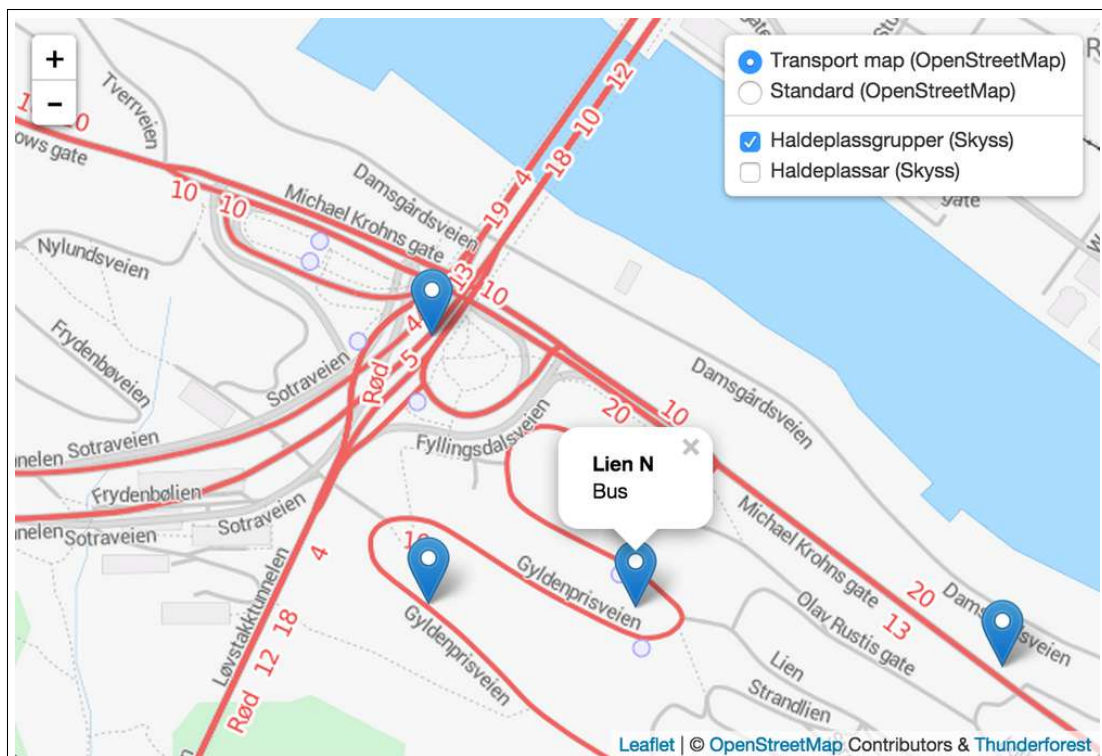 +
−
Transport map (OpenStreetMap)
Standard (OpenStreetMap)
Haldeplassgrupper (Skyss)
Haldeplassar (Skyss)
Tverrveien
ows gate
10
10
Michael Krohns gate
Damsgårdsveien
4
19
13
12
10
18
gate
Nylundsveien
Frydenbøveien
Sotraveien
10
4
5
Rød
Damsgårdsveien
20
10
Sotraveien
Fyllingsdalsveien
nnelen
Frydenbølien
Sotraveien
nelen
Lien N
Bus
×
Løvstakktunnelen
4
18
12
Rød
Gyldenprisveien
Gyldenprisveien
Michael Krohns gate
20
13
Olav Rustis gate
Lien
Strandlien
Leaflet | © OpenStreetMap Contributors & Thunderforest